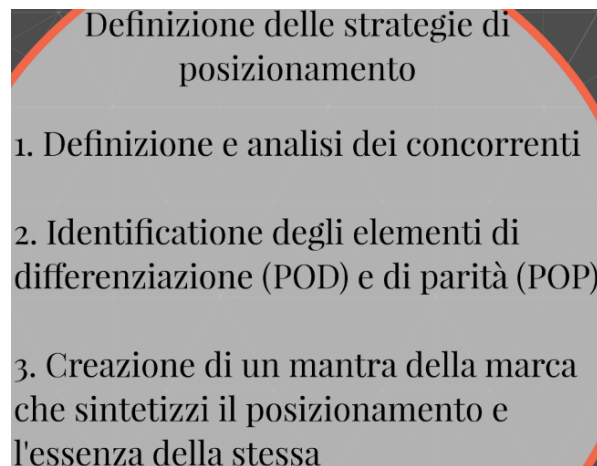 Definizione delle strategie di
posizionamento
1. Definizione e analisi dei concorrenti
2. Identificatione degli elementi di
differenziazione (POD) e di parità (POP)
3. Creazione di un mantra della marca
che sintetizzi il posizionamento e
l'essenza della stessa